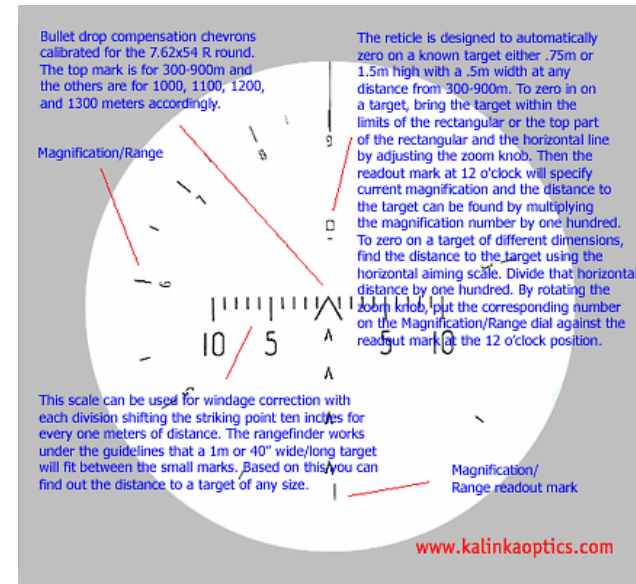 Bullet drop compensation chevrons
calibrated for the 7.62x54 R round.
The top mark is for 300-900m and
the others are for 1000, 1100, 1200,
and 1300 meters accordingly.
Magnification/Range
The reticle is designed to automatically
zero on a known target either .75m or
1.5m high with a .5m width at any
distance from 300-900m. To zero in on
a target, bring the target within the
limits of the rectangular or the top part
of the rectangular and the horizontal line
by adjusting the zoom knob. Then the
readout mark at 12 o'clock will specify
current magnification and the distance to
the target can be found by multiplying
the magnification number by one hundred.
To zero on a target of different dimensions,
find the distance to the target using the
horizontal aiming scale. Divide that horizontal
distance by one hundred. By rotating the
zoom knob, put the corresponding number
on the Magnification/Range dial against the
readout mark at the 12 o'clock position.
9
8
7
6
10 5 5 10
This scale can be used for windage correction with
each division shifting the striking point ten inches for
every one meters of distance. The rangefinder works
under the guidelines that a 1m or 40" wide/long target
will fit between the small marks. Based on this you can
find out the distance to a target of any size.
Magnification/
Range readout mark
www.kalinkaoptics.com